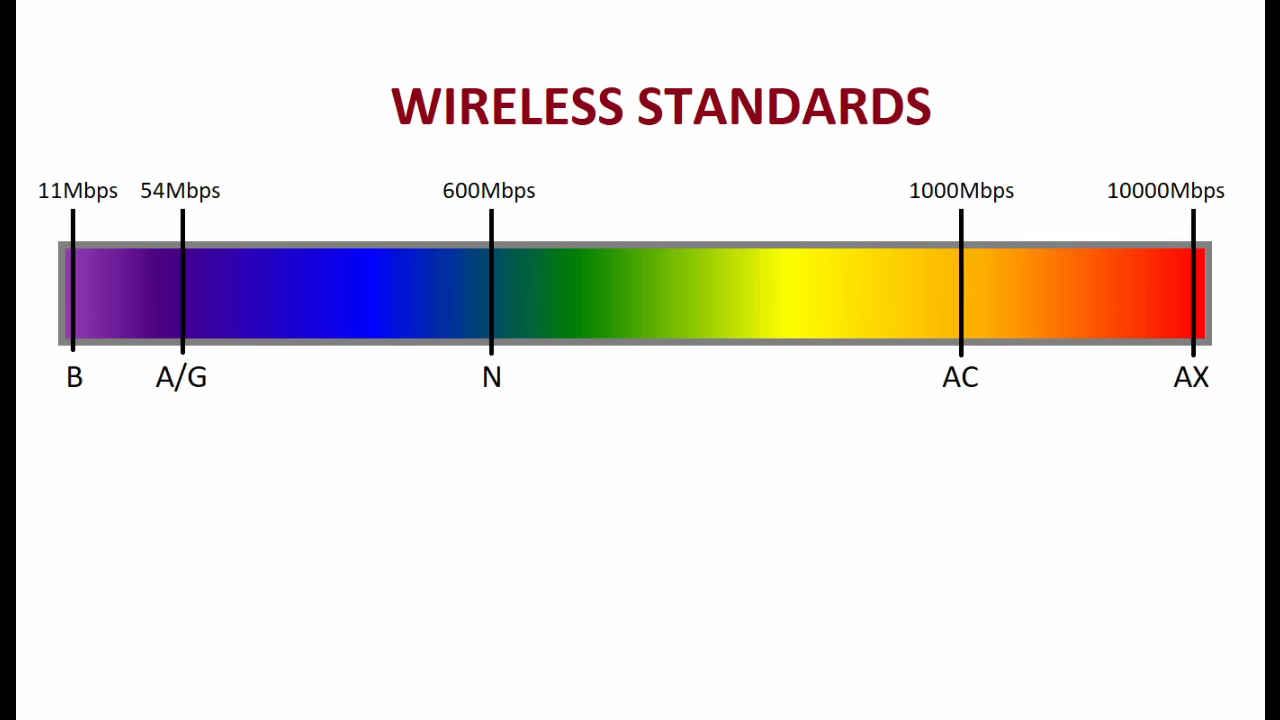 WIRELESS STANDARDS
11Mbps 54Mbps 600Mbps 1000Mbps 10000Mbps
B A/G N AC AX